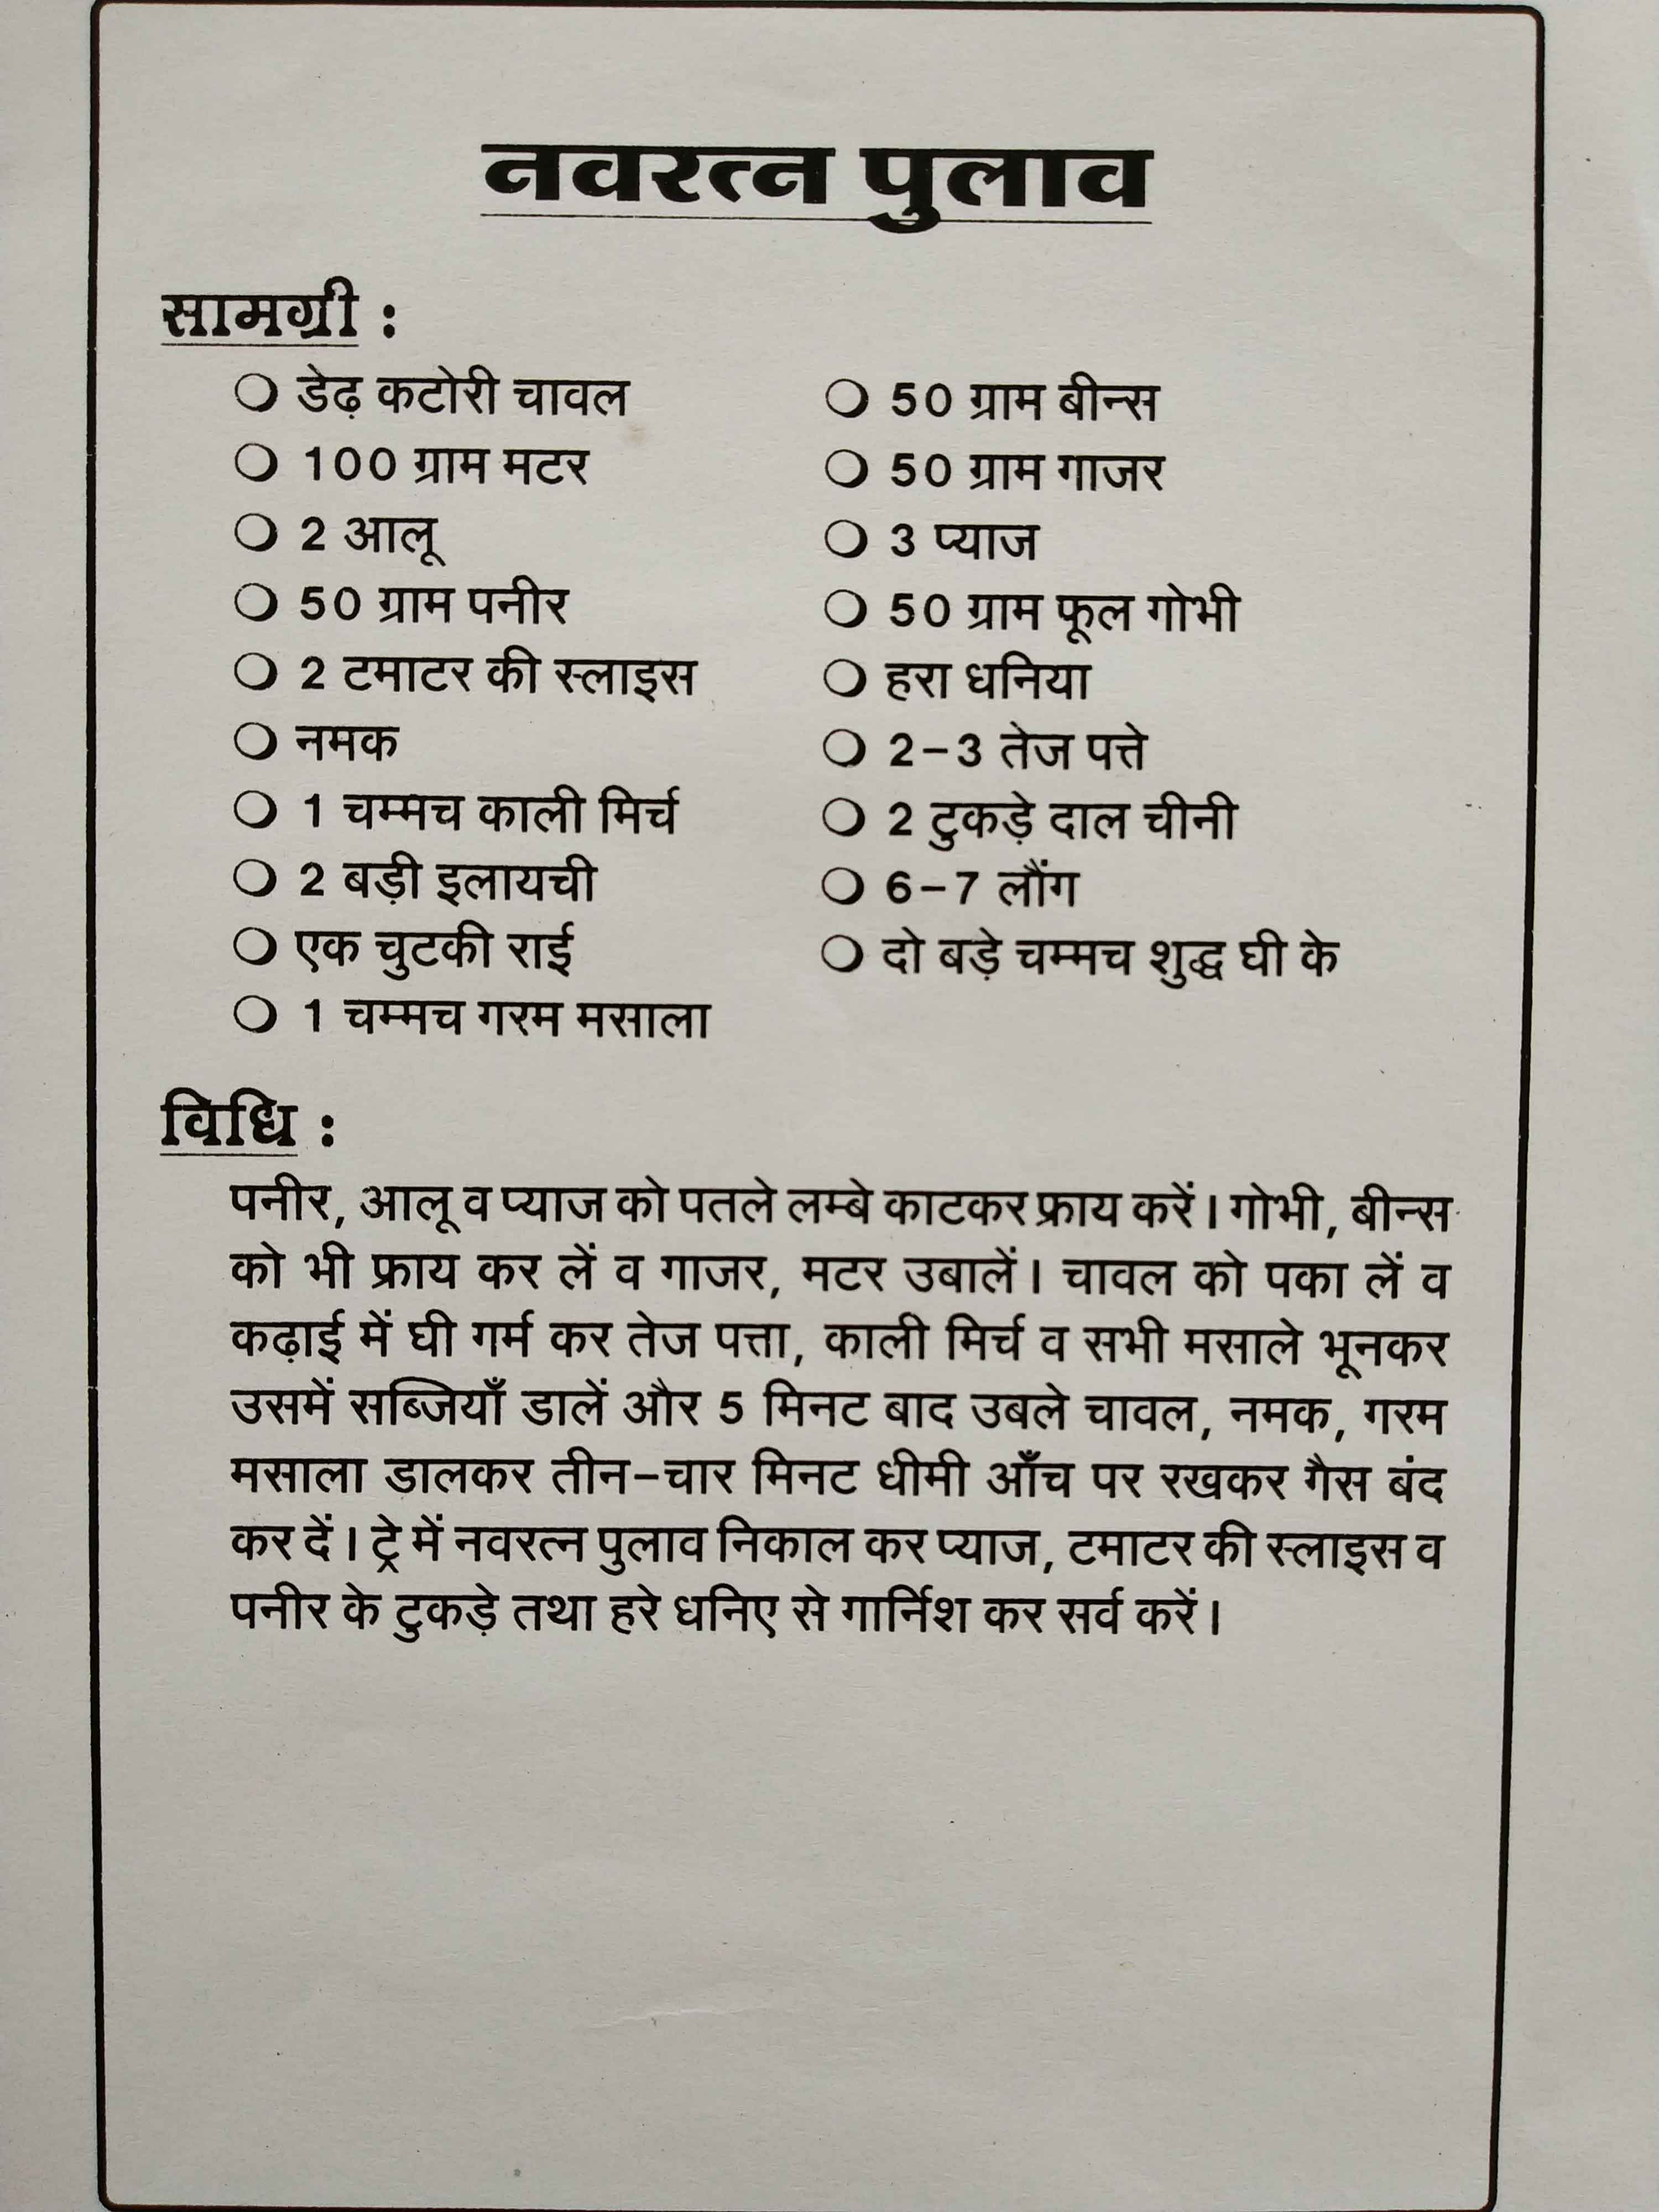 नवरत्न पुलाव
सामग्री :
डेढ़ कटोरी चावल
100 ग्राम मटर
2 आलू
50 ग्राम पनीर
2 टमाटर की स्लाइस
नमक
1 चम्मच काली मिर्च
2 बड़ी इलायची
एक चुटकी राई
1 चम्मच गरम मसाला
50 ग्राम बीन्स
50 ग्राम गाजर
3 प्याज
50 ग्राम फूल गोभी
हरा धनिया
2-3 तेज पत्ते
2 टुकड़े दाल चीनी
6-7 लौंग
दो बड़े चम्मच शुद्ध घी के
विधि :
पनीर, आलू व प्याज को पतले लम्बे काटकर फ्राय करें। गोभी, बीन्स
को भी फ्राय कर लें व गाजर, मटर उबालें। चावल को पका लें व
कढ़ाई में घी गर्म कर तेज पत्ता, काली मिर्च व सभी मसाले भूनकर
उसमें सब्जियाँ डालें और 5 मिनट बाद उबले चावल, नमक, गरम
मसाला डालकर तीन-चार मिनट धीमी आँच पर रखकर गैस बंद
कर दें। ट्रे में नवरत्न पुलाव निकाल कर प्याज, टमाटर की स्लाइस व
पनीर के टुकड़े तथा हरे धनिए से गार्निश कर सर्व करें।